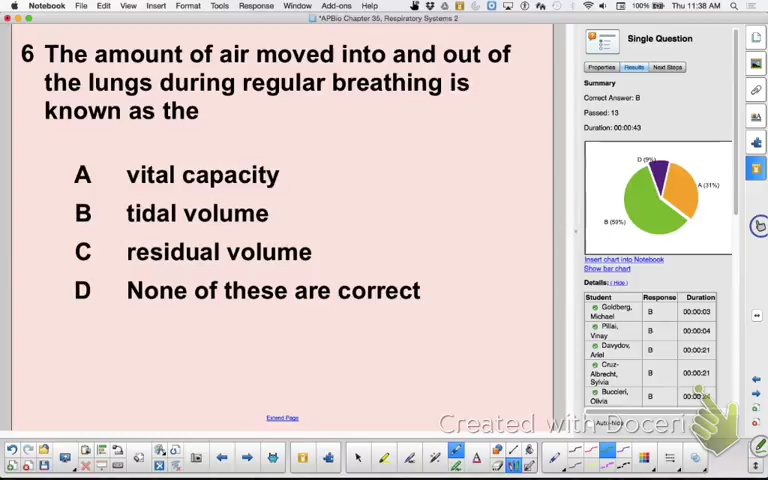 Notebook File Edit View Insert Format Tools Response Window Add-ons Help 100% Thu 11:38 AM
*APBio Chapter 35, Respiratory Systems 2
6 The amount of air moved into and out of
the lungs during regular breathing is
known as the
A vital capacity
B tidal volume
C residual volume
D None of these are correct
Extend Page
Single Question
Properties Results Next Steps
Summary
Correct Answer: B
Passed: 13
Duration: 00:00:43
D (9%)
A (31%)
B (59%)
Insert chart into Notebook
Show bar chart
Details: ( Hide )
Student Response Duration
Goldberg,
Michael B 00:00:03
Pillai,
Vinay B 00:00:04
Davydov,
Ariel B 00:00:21
Cruz-
Albrecht, B 00:00:21
Sylvia
Buccieri,
Olivia B
Auto-hide
Created with Doceri